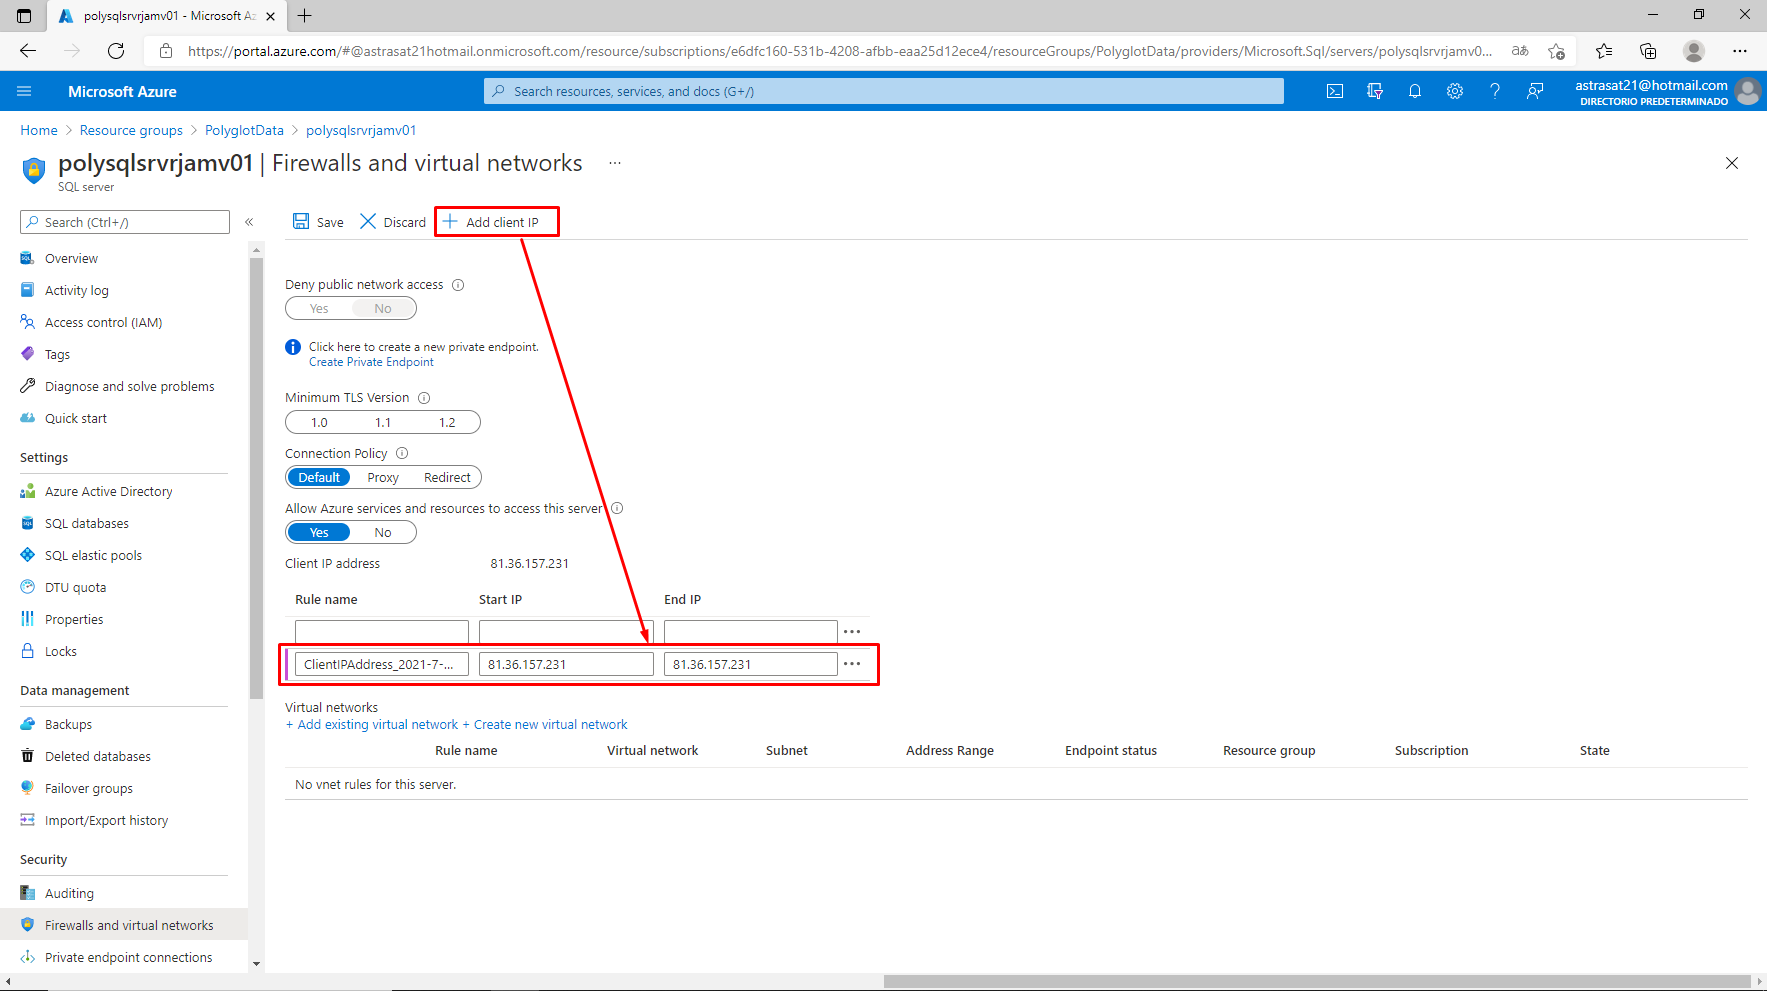 polysqlsrvrjamv01 - Microsoft Az
https://portal.azure.com/#@astrasat21hotmail.onmicrosoft.com/resource/subscriptions/e6dfc160-531b-4208-afbb-eaa25d12ece4/resourceGroups/PolyglotData/providers/Microsoft.Sql/servers/polysqlsrvrjamv0...
Microsoft Azure
Search resources, services, and docs (G+/)
astrasat21@hotmail.com
DIRECTORIO PREDETERMINADO
Home > Resource groups > PolyglotData > polysqlsrvrjamv01
polysqlsrvrjamv01 | Firewalls and virtual networks ...
SQL server
Search (Ctrl+/)
Overview
Activity log
Access control (IAM)
Tags
Diagnose and solve problems
Quick start
Settings
Azure Active Directory
SQL databases
SQL elastic pools
DTU quota
Properties
Locks
Data management
Backups
Deleted databases
Failover groups
Import/Export history
Security
Auditing
Firewalls and virtual networks
Private endpoint connections
Save Discard + Add client IP
Deny public network access
Yes No
Click here to create a new private endpoint.
Create Private Endpoint
Minimum TLS Version
1.0 1.1 1.2
Connection Policy
Default Proxy Redirect
Allow Azure services and resources to access this server
Yes No
Client IP address 81.36.157.231
Rule name Start IP End IP
ClientIPAddress_2021-7-... 81.36.157.231 81.36.157.231
Virtual networks
+ Add existing virtual network + Create new virtual network
Rule name Virtual network Subnet Address Range Endpoint status Resource group Subscription State
No vnet rules for this server.